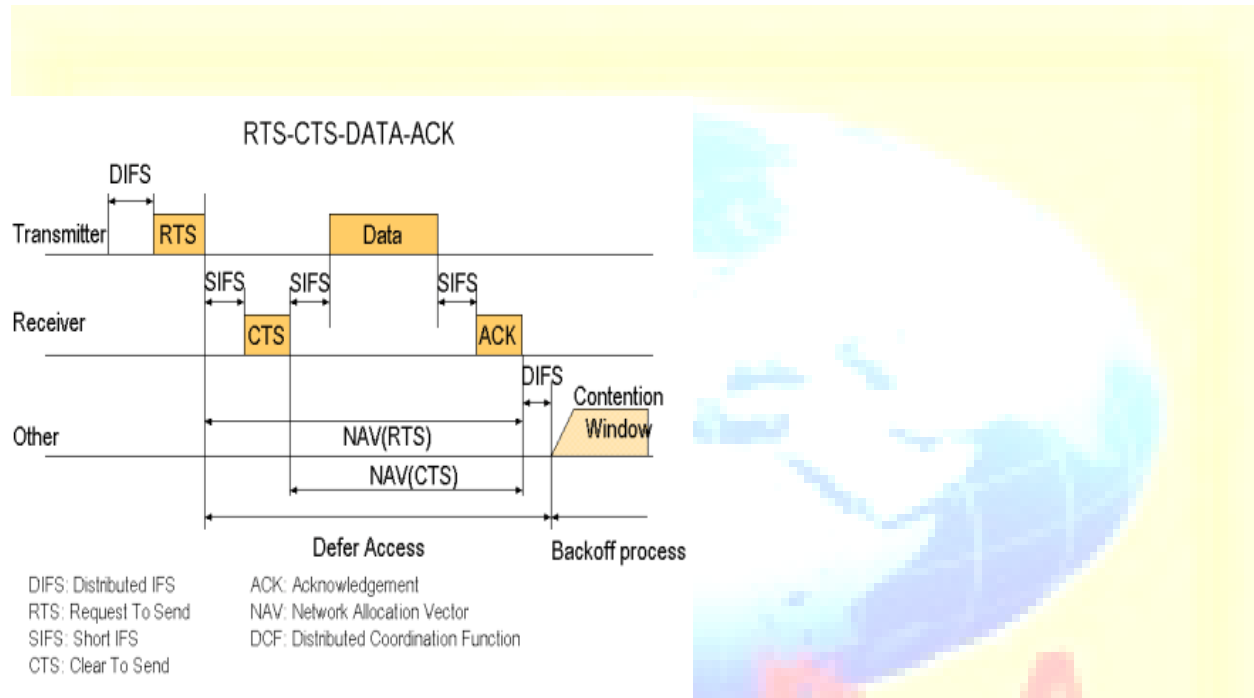 RTS-CTS-DATA-ACK
DIFS
Transmitter
RTS
Data
SIFS
SIFS
SIFS
Receiver
CTS
ACK
DIFS
Contention
Window
Other
NAV(RTS)
NAV(CTS)
Defer Access
Backoff process
DIFS: Distributed IFS
RTS: Request To Send
SIFS: Short IFS
CTS: Clear To Send
ACK: Acknowledgement
NAV: Network Allocation Vector
DCF: Distributed Coordination Function